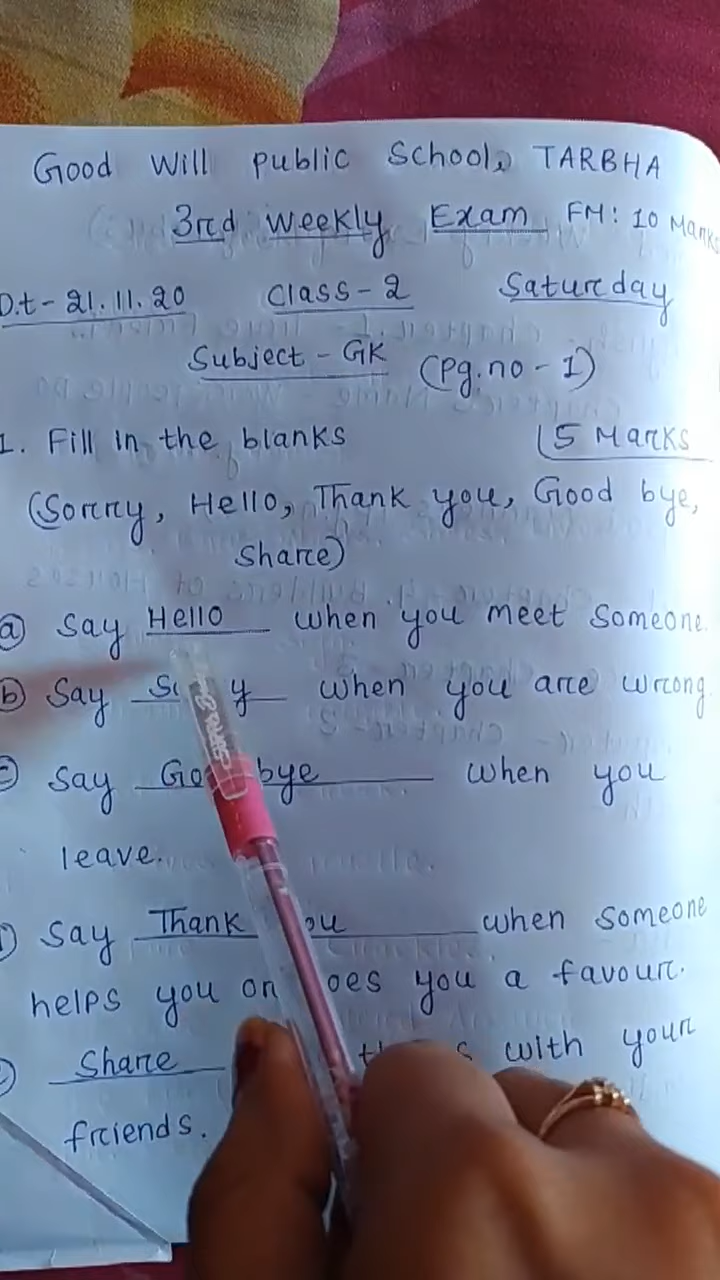 Good Will public School, TARBHA
3rd Weekly Exam FM: 10 Marks
D.t- 21.11.20 Class-2 Saturday
Subject - GK (Pg.no - 1)
1. Fill in the blanks 5 Marks
(Sorry, Hello, Thank you, Good bye,
Share)
a) Say Hello when you meet someone.
b) Say when you are wrong.
c) Say bye when you
leave.
d) Say Thank when someone
helps you or you a favour.
e) Share with your
friends.